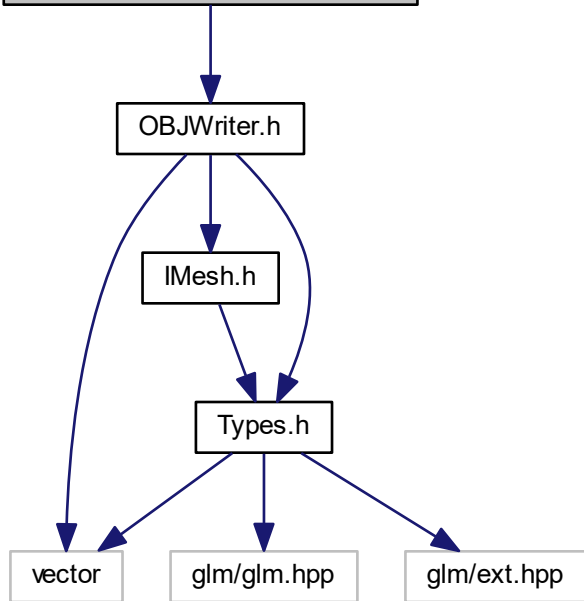 OBJWriter.h
IMesh.h
Types.h
vector
glm/glm.hpp
glm/ext.hpp